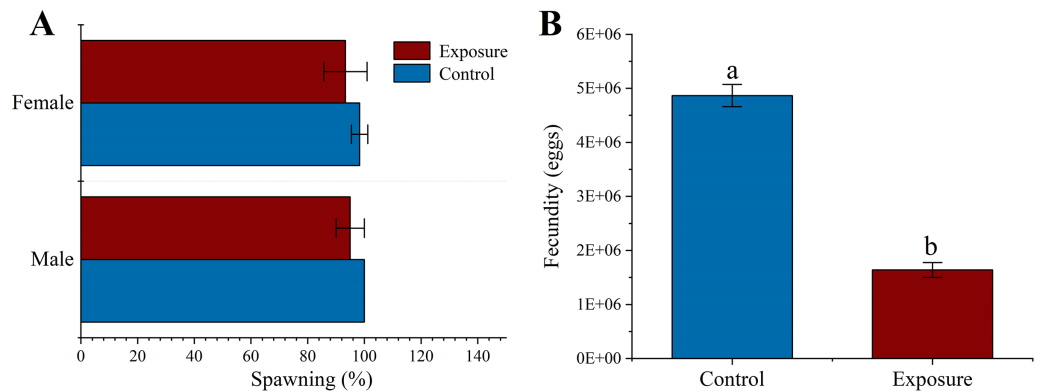 A
Exposure
Control
Female
Male
0 20 40 60 80 100 120 140
Spawning (%)
B
6E+06
5E+06
4E+06
3E+06
2E+06
1E+06
0E+00
Fecundity (eggs)
a
b
Control Exposure